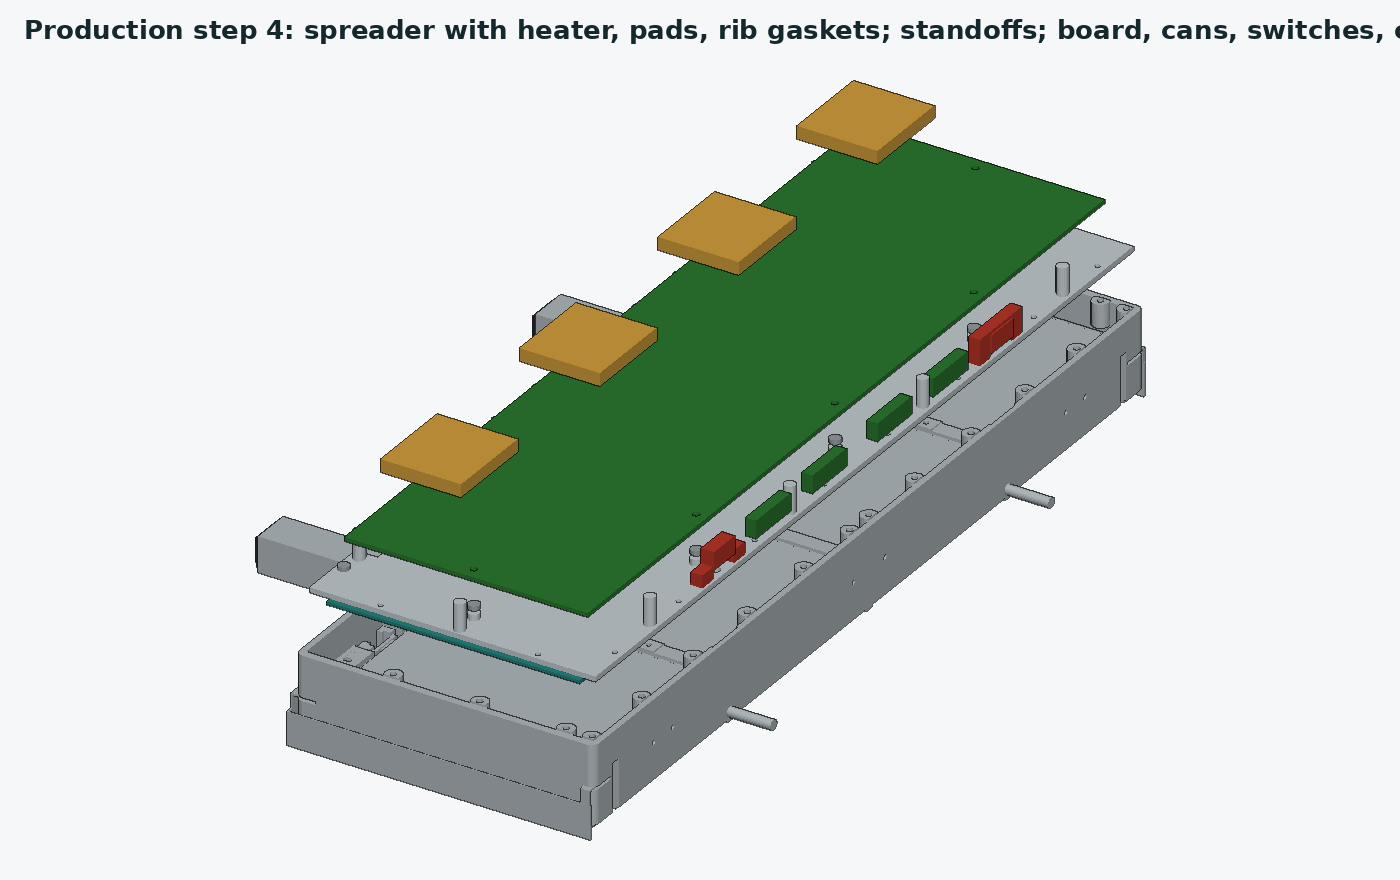 Production step 4: spreader with heater, pads, rib gaskets; standoffs; board, cans, switches,